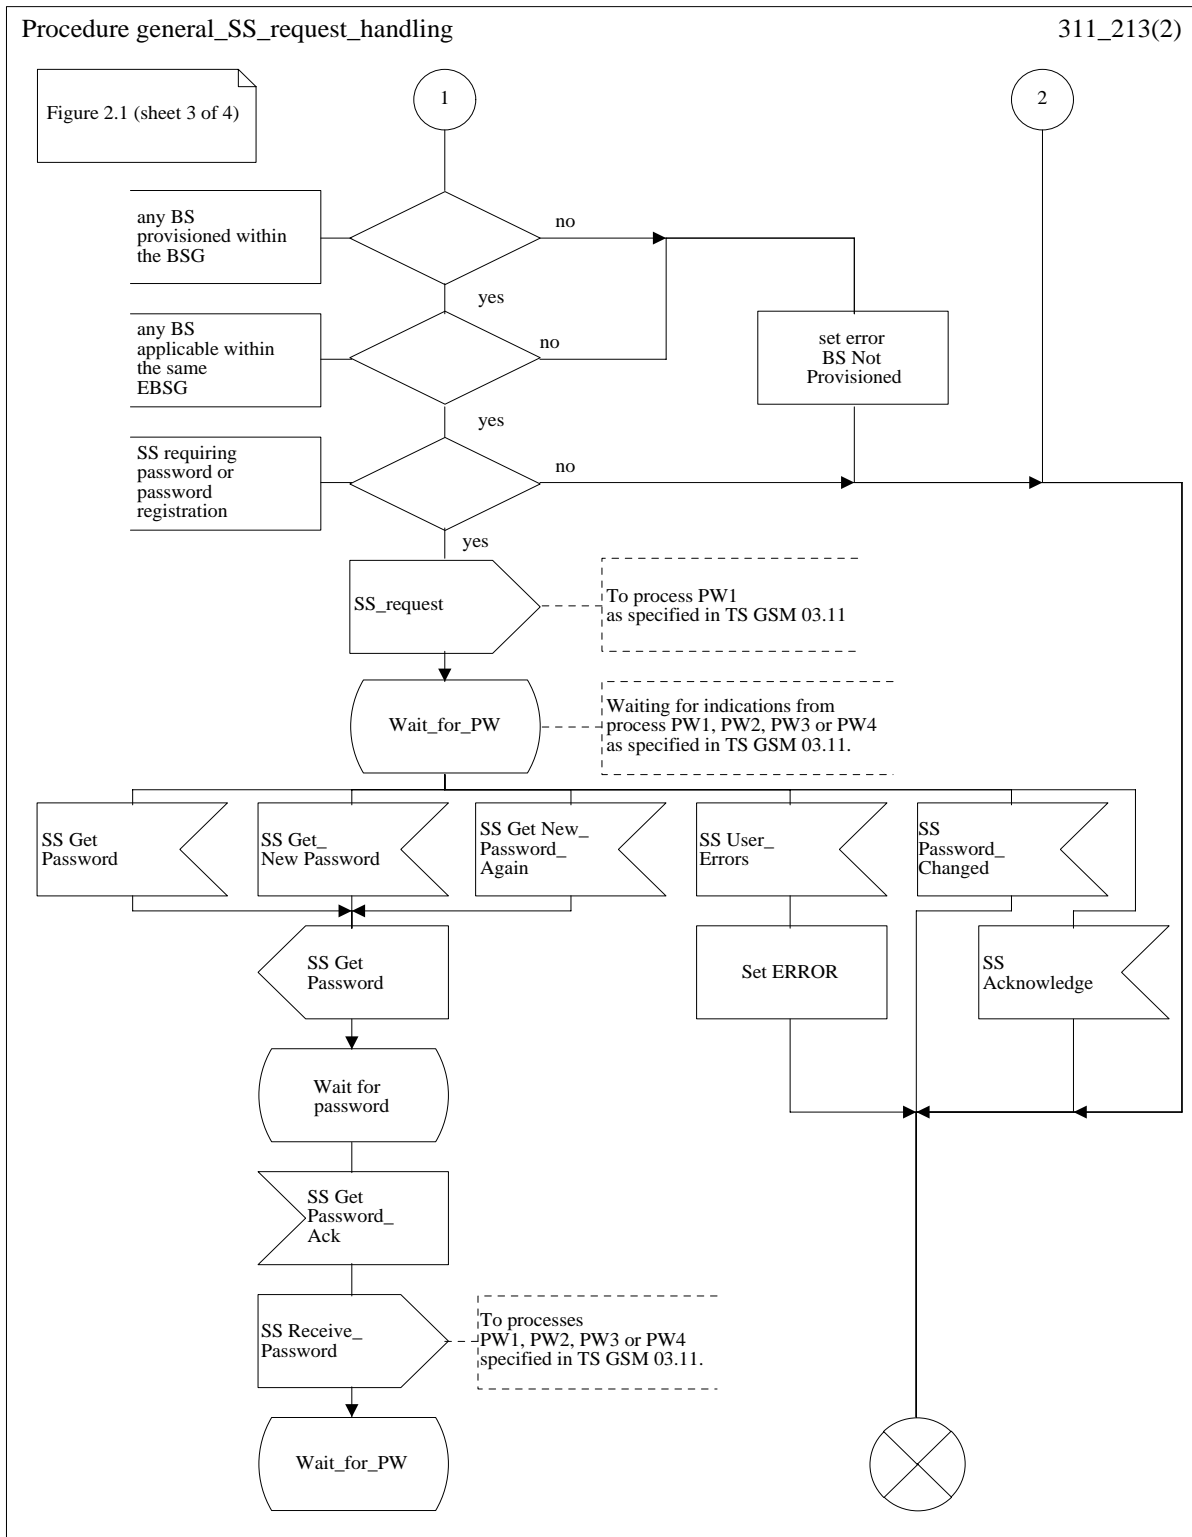 Procedure general_SS_request_handling
311_213(2)
Figure 2.1 (sheet 3 of 4)
1
2
any BS
provisioned within
the BSG
no
yes
any BS
applicable within
the same
EBSG
no
set error
BS Not
Provisioned
yes
SS requiring
password or
password
registration
no
yes
SS_request
To process PW1
as specified in TS GSM 03.11
Wait_for_PW
Waiting for indications from
process PW1, PW2, PW3 or PW4
as specified in TS GSM 03.11.
SS Get
Password
SS Get_
New Password
SS Get New_
Password_
Again
SS User_
Errors
SS
Password_
Changed
SS Get
Password
Set ERROR
SS
Acknowledge
Wait for
password
SS Get
Password_
Ack
SS Receive_
Password
To processes
PW1, PW2, PW3 or PW4
specified in TS GSM 03.11.
Wait_for_PW